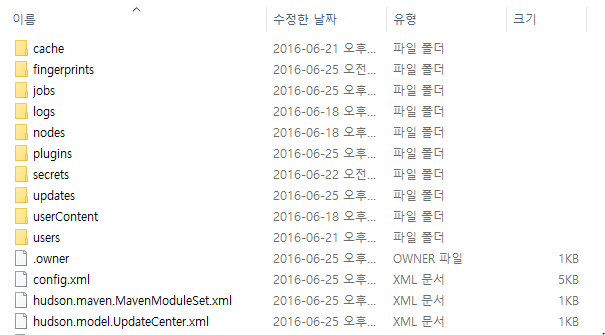 이름 수정한 날짜 유형 크기
cache 2016-06-21 오후... 파일 폴더
fingerprints 2016-06-25 오전... 파일 폴더
jobs 2016-06-25 오후... 파일 폴더
logs 2016-06-18 오후... 파일 폴더
nodes 2016-06-18 오후... 파일 폴더
plugins 2016-06-25 오후... 파일 폴더
secrets 2016-06-22 오전... 파일 폴더
updates 2016-06-25 오후... 파일 폴더
userContent 2016-06-18 오후... 파일 폴더
users 2016-06-21 오후... 파일 폴더
.owner 2016-06-25 오후... OWNER 파일 1KB
config.xml 2016-06-25 오후... XML 문서 5KB
hudson.maven.MavenModuleSet.xml 2016-06-25 오후... XML 문서 1KB
hudson.model.UpdateCenter.xml 2016-06-25 오후... XML 문서 1KB